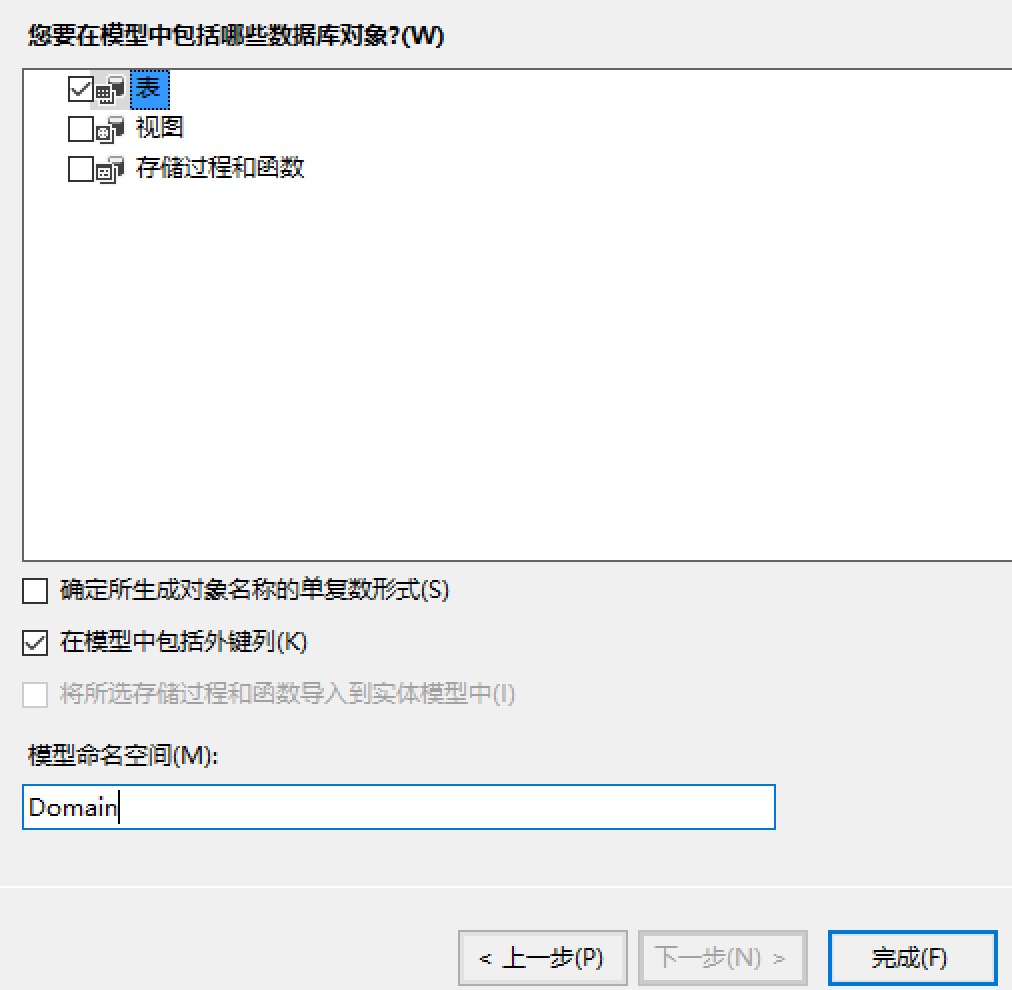 您要在模型中包括哪些数据库对象?(W)
表
视图
存储过程和函数
确定所生成对象名称的单复数形式(S)
在模型中包括外键列(K)
将所选存储过程和函数导入到实体模型中(I)
模型命名空间(M):
Domain
< 上一步(P)
下一步(N) >
完成(F)